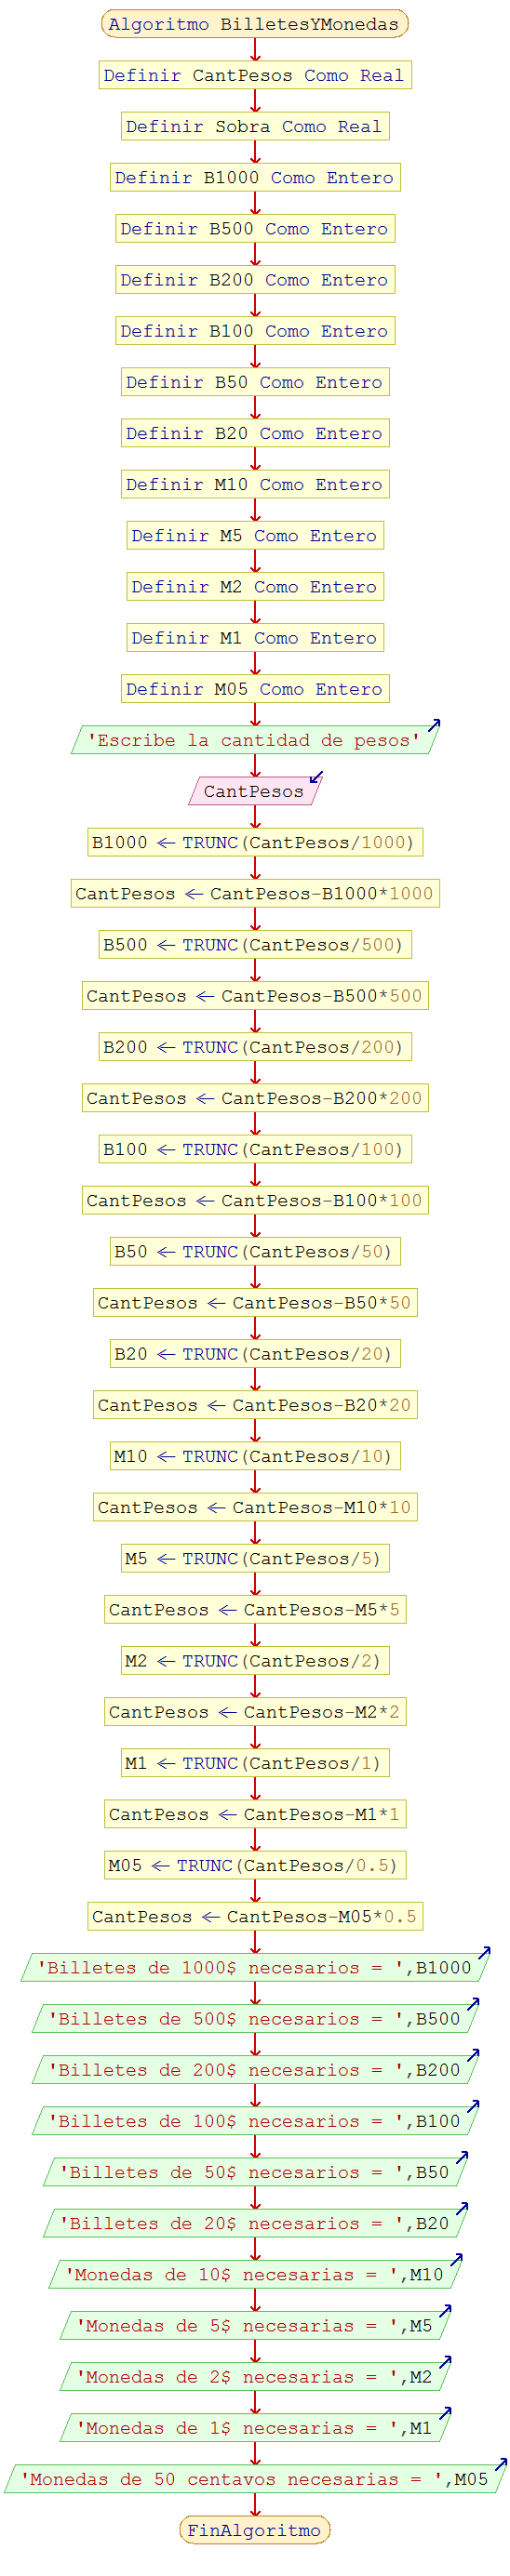 Algoritmo BilletesYMonedas
Definir CantPesos Como Real
Definir Sobra Como Real
Definir B1000 Como Entero
Definir B500 Como Entero
Definir B200 Como Entero
Definir B100 Como Entero
Definir B50 Como Entero
Definir B20 Como Entero
Definir M10 Como Entero
Definir M5 Como Entero
Definir M2 Como Entero
Definir M1 Como Entero
Definir M05 Como Entero
'Escribe la cantidad de pesos'
CantPesos
B1000 ← TRUNC(CantPesos/1000)
CantPesos ← CantPesos-B1000*1000
B500 ← TRUNC(CantPesos/500)
CantPesos ← CantPesos-B500*500
B200 ← TRUNC(CantPesos/200)
CantPesos ← CantPesos-B200*200
B100 ← TRUNC(CantPesos/100)
CantPesos ← CantPesos-B100*100
B50 ← TRUNC(CantPesos/50)
CantPesos ← CantPesos-B50*50
B20 ← TRUNC(CantPesos/20)
CantPesos ← CantPesos-B20*20
M10 ← TRUNC(CantPesos/10)
CantPesos ← CantPesos-M10*10
M5 ← TRUNC(CantPesos/5)
CantPesos ← CantPesos-M5*5
M2 ← TRUNC(CantPesos/2)
CantPesos ← CantPesos-M2*2
M1 ← TRUNC(CantPesos/1)
CantPesos ← CantPesos-M1*1
M05 ← TRUNC(CantPesos/0.5)
CantPesos ← CantPesos-M05*0.5
'Billetes de 1000$ necesarios = ',B1000
'Billetes de 500$ necesarios = ',B500
'Billetes de 200$ necesarios = ',B200
'Billetes de 100$ necesarios = ',B100
'Billetes de 50$ necesarios = ',B50
'Billetes de 20$ necesarios = ',B20
'Monedas de 10$ necesarias = ',M10
'Monedas de 5$ necesarias = ',M5
'Monedas de 2$ necesarias = ',M2
'Monedas de 1$ necesarias = ',M1
'Monedas de 50 centavos necesarias = ',M05
FinAlgoritmo